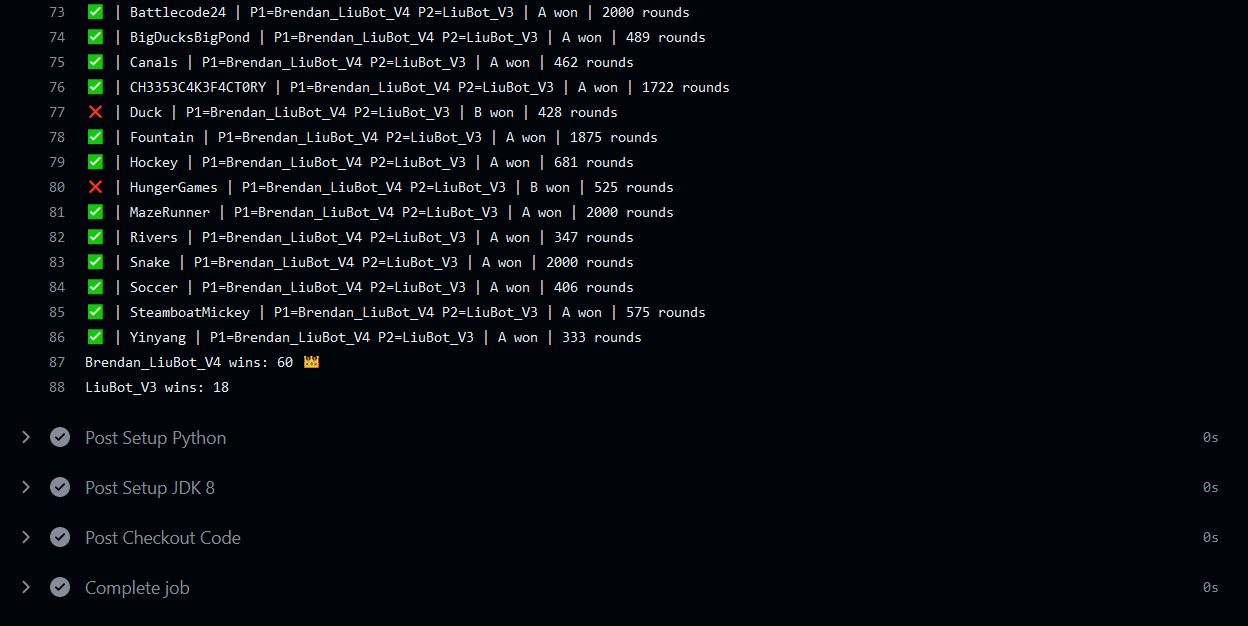 73 ✅ | Battlecode24 | P1=Brendan_LiuBot_V4 P2=LiuBot_V3 | A won | 2000 rounds
74 ✅ | BigDucksBigPond | P1=Brendan_LiuBot_V4 P2=LiuBot_V3 | A won | 489 rounds
75 ✅ | Canals | P1=Brendan_LiuBot_V4 P2=LiuBot_V3 | A won | 462 rounds
76 ✅ | CH3353C4K3F4CT0RY | P1=Brendan_LiuBot_V4 P2=LiuBot_V3 | A won | 1722 rounds
77 ❌ | Duck | P1=Brendan_LiuBot_V4 P2=LiuBot_V3 | B won | 428 rounds
78 ✅ | Fountain | P1=Brendan_LiuBot_V4 P2=LiuBot_V3 | A won | 1875 rounds
79 ✅ | Hockey | P1=Brendan_LiuBot_V4 P2=LiuBot_V3 | A won | 681 rounds
80 ❌ | HungerGames | P1=Brendan_LiuBot_V4 P2=LiuBot_V3 | B won | 525 rounds
81 ✅ | MazeRunner | P1=Brendan_LiuBot_V4 P2=LiuBot_V3 | A won | 2000 rounds
82 ✅ | Rivers | P1=Brendan_LiuBot_V4 P2=LiuBot_V3 | A won | 347 rounds
83 ✅ | Snake | P1=Brendan_LiuBot_V4 P2=LiuBot_V3 | A won | 2000 rounds
84 ✅ | Soccer | P1=Brendan_LiuBot_V4 P2=LiuBot_V3 | A won | 406 rounds
85 ✅ | SteamboatMickey | P1=Brendan_LiuBot_V4 P2=LiuBot_V3 | A won | 575 rounds
86 ✅ | Yinyang | P1=Brendan_LiuBot_V4 P2=LiuBot_V3 | A won | 333 rounds
87 Brendan_LiuBot_V4 wins: 60 👑
88 LiuBot_V3 wins: 18
Post Setup Python 0s
Post Setup JDK 8 0s
Post Checkout Code 0s
Complete job 0s